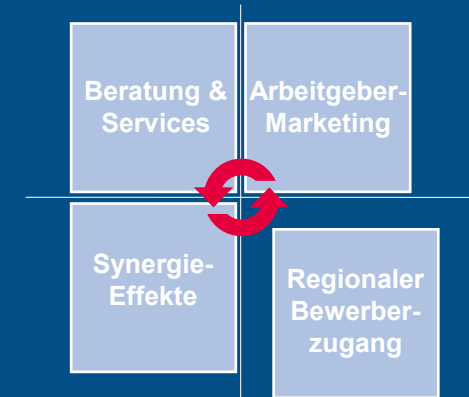 Beratung &
Services
Arbeitgeber-
Marketing
Synergie-
Effekte
Regionaler
Bewerber-
zugang